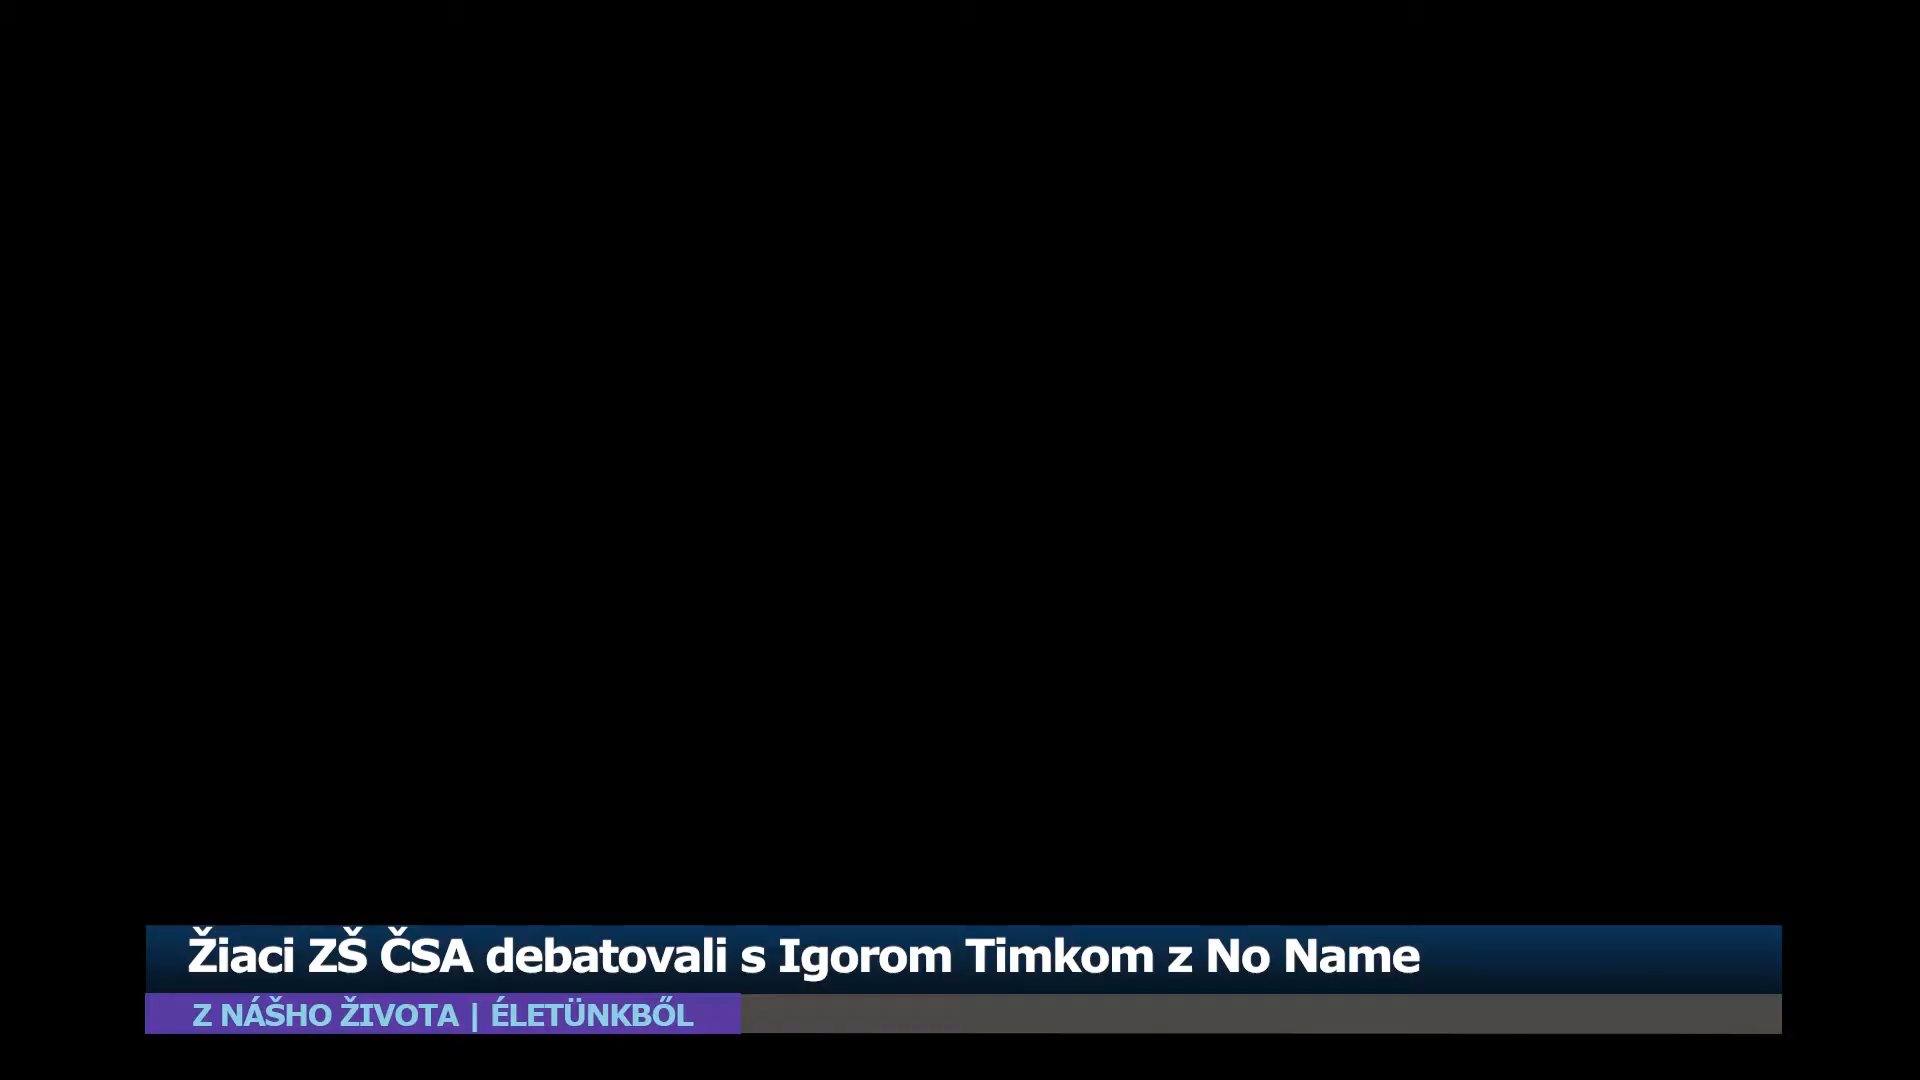 Žiaci ZŠ ČSA debatovali s Igorom Timkom z No Name
Z NÁŠHO ŽIVOTA | ÉLETÜNKBŐL